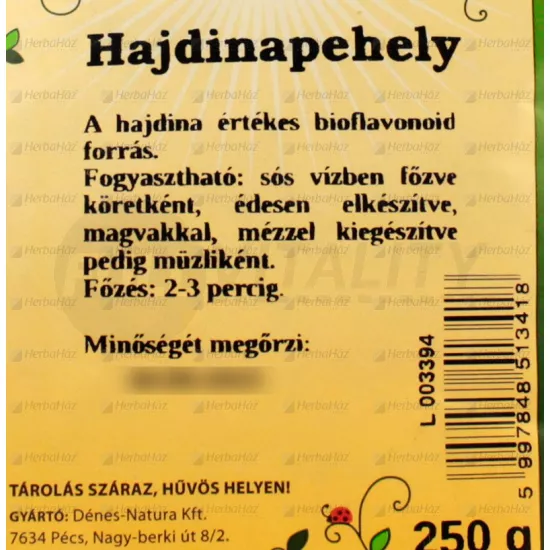 Hajdinapehely
A hajdina értékes bioflavonoid
forrás.
Fogyasztható: sós vízben főzve
köretként, édesen elkészítve,
magvakkal, mézzel kiegészítve
pedig müzliként.
Főzés: 2-3 percig.
Minőségét megőrzi:
L 003394
5 997848 513418
TÁROLÁS SZÁRAZ, HŰVÖS HELYEN!
GYÁRTÓ: Dénes-Natura Kft.
7634 Pécs, Nagy-berki út 8/2.
250 g
HerbaHáz